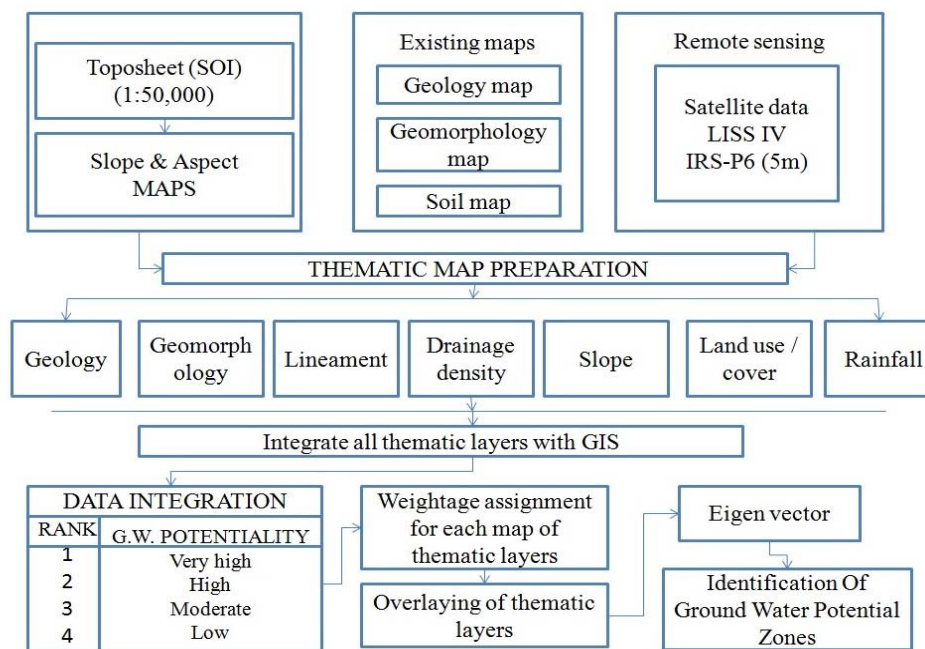 Toposheet (SOI)
(1:50,000)
Slope & Aspect
MAPS
Existing maps
Geology map
Geomorphology
map
Soil map
Remote sensing
Satellite data
LISS IV
IRS-P6 (5m)
THEMATIC MAP PREPARATION
Geology
Geomorph
ology
Lineament
Drainage
density
Slope
Land use /
cover
Rainfall
Integrate all thematic layers with GIS
DATA INTEGRATION
RANK G.W. POTENTIALITY
1 Very high
2 High
3 Moderate
4 Low
Weightage assignment
for each map of
thematic layers
Overlaying of thematic
layers
Eigen vector
Identification Of
Ground Water Potential
Zones